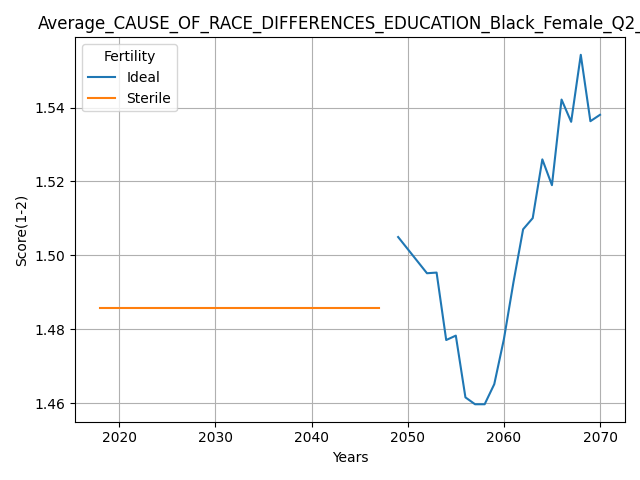 Average_CAUSE_OF_RACE_DIFFERENCES_EDUCATION_Black_Female_Q2_
Fertility
Ideal
Sterile
1.54
1.52
1.50
1.48
1.46
Score(1-2)
2020 2030 2040 2050 2060 2070
Years